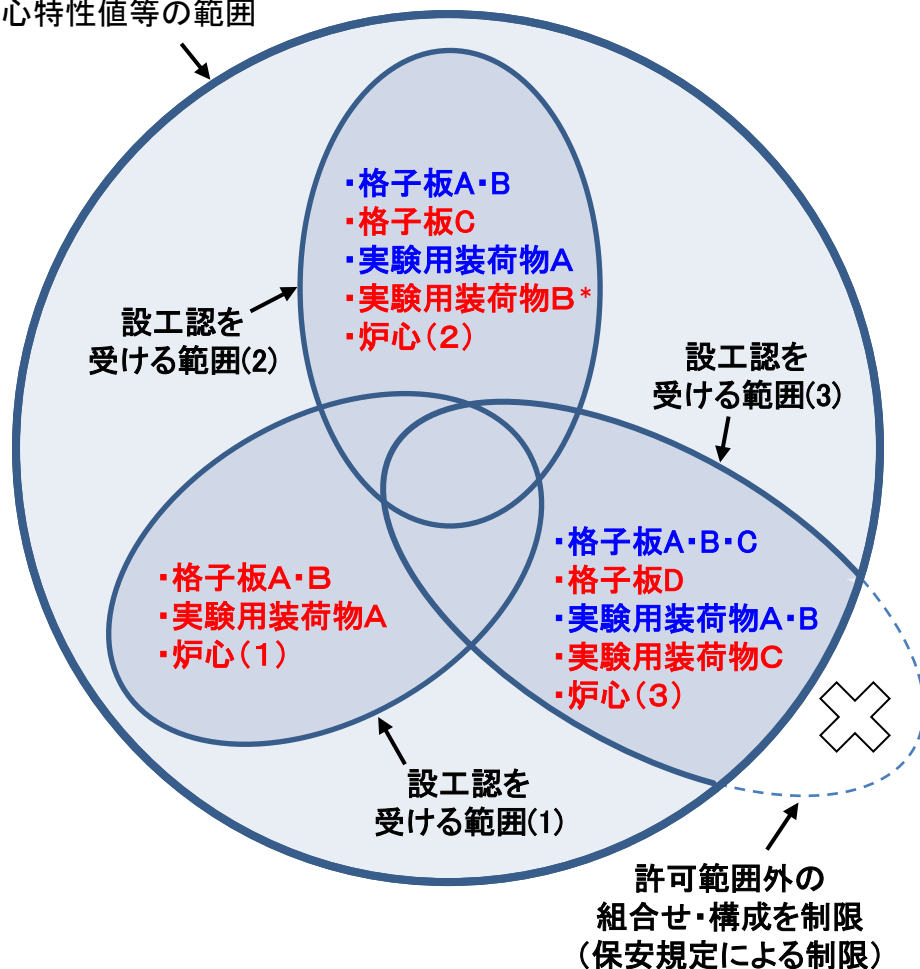 心特性値等の範囲
・格子板A・B
・格子板C
・実験用装荷物A
・実験用装荷物B*
・炉心（２）
設工認を
受ける範囲(2)
設工認を
受ける範囲(3)
・格子板A・B・C
・格子板D
・実験用装荷物A・B
・実験用装荷物C
・炉心（３）
・格子板A・B
・実験用装荷物A
・炉心（１）
設工認を
受ける範囲(1)
許可範囲外の
組合せ・構成を制限
（保安規定による制限）